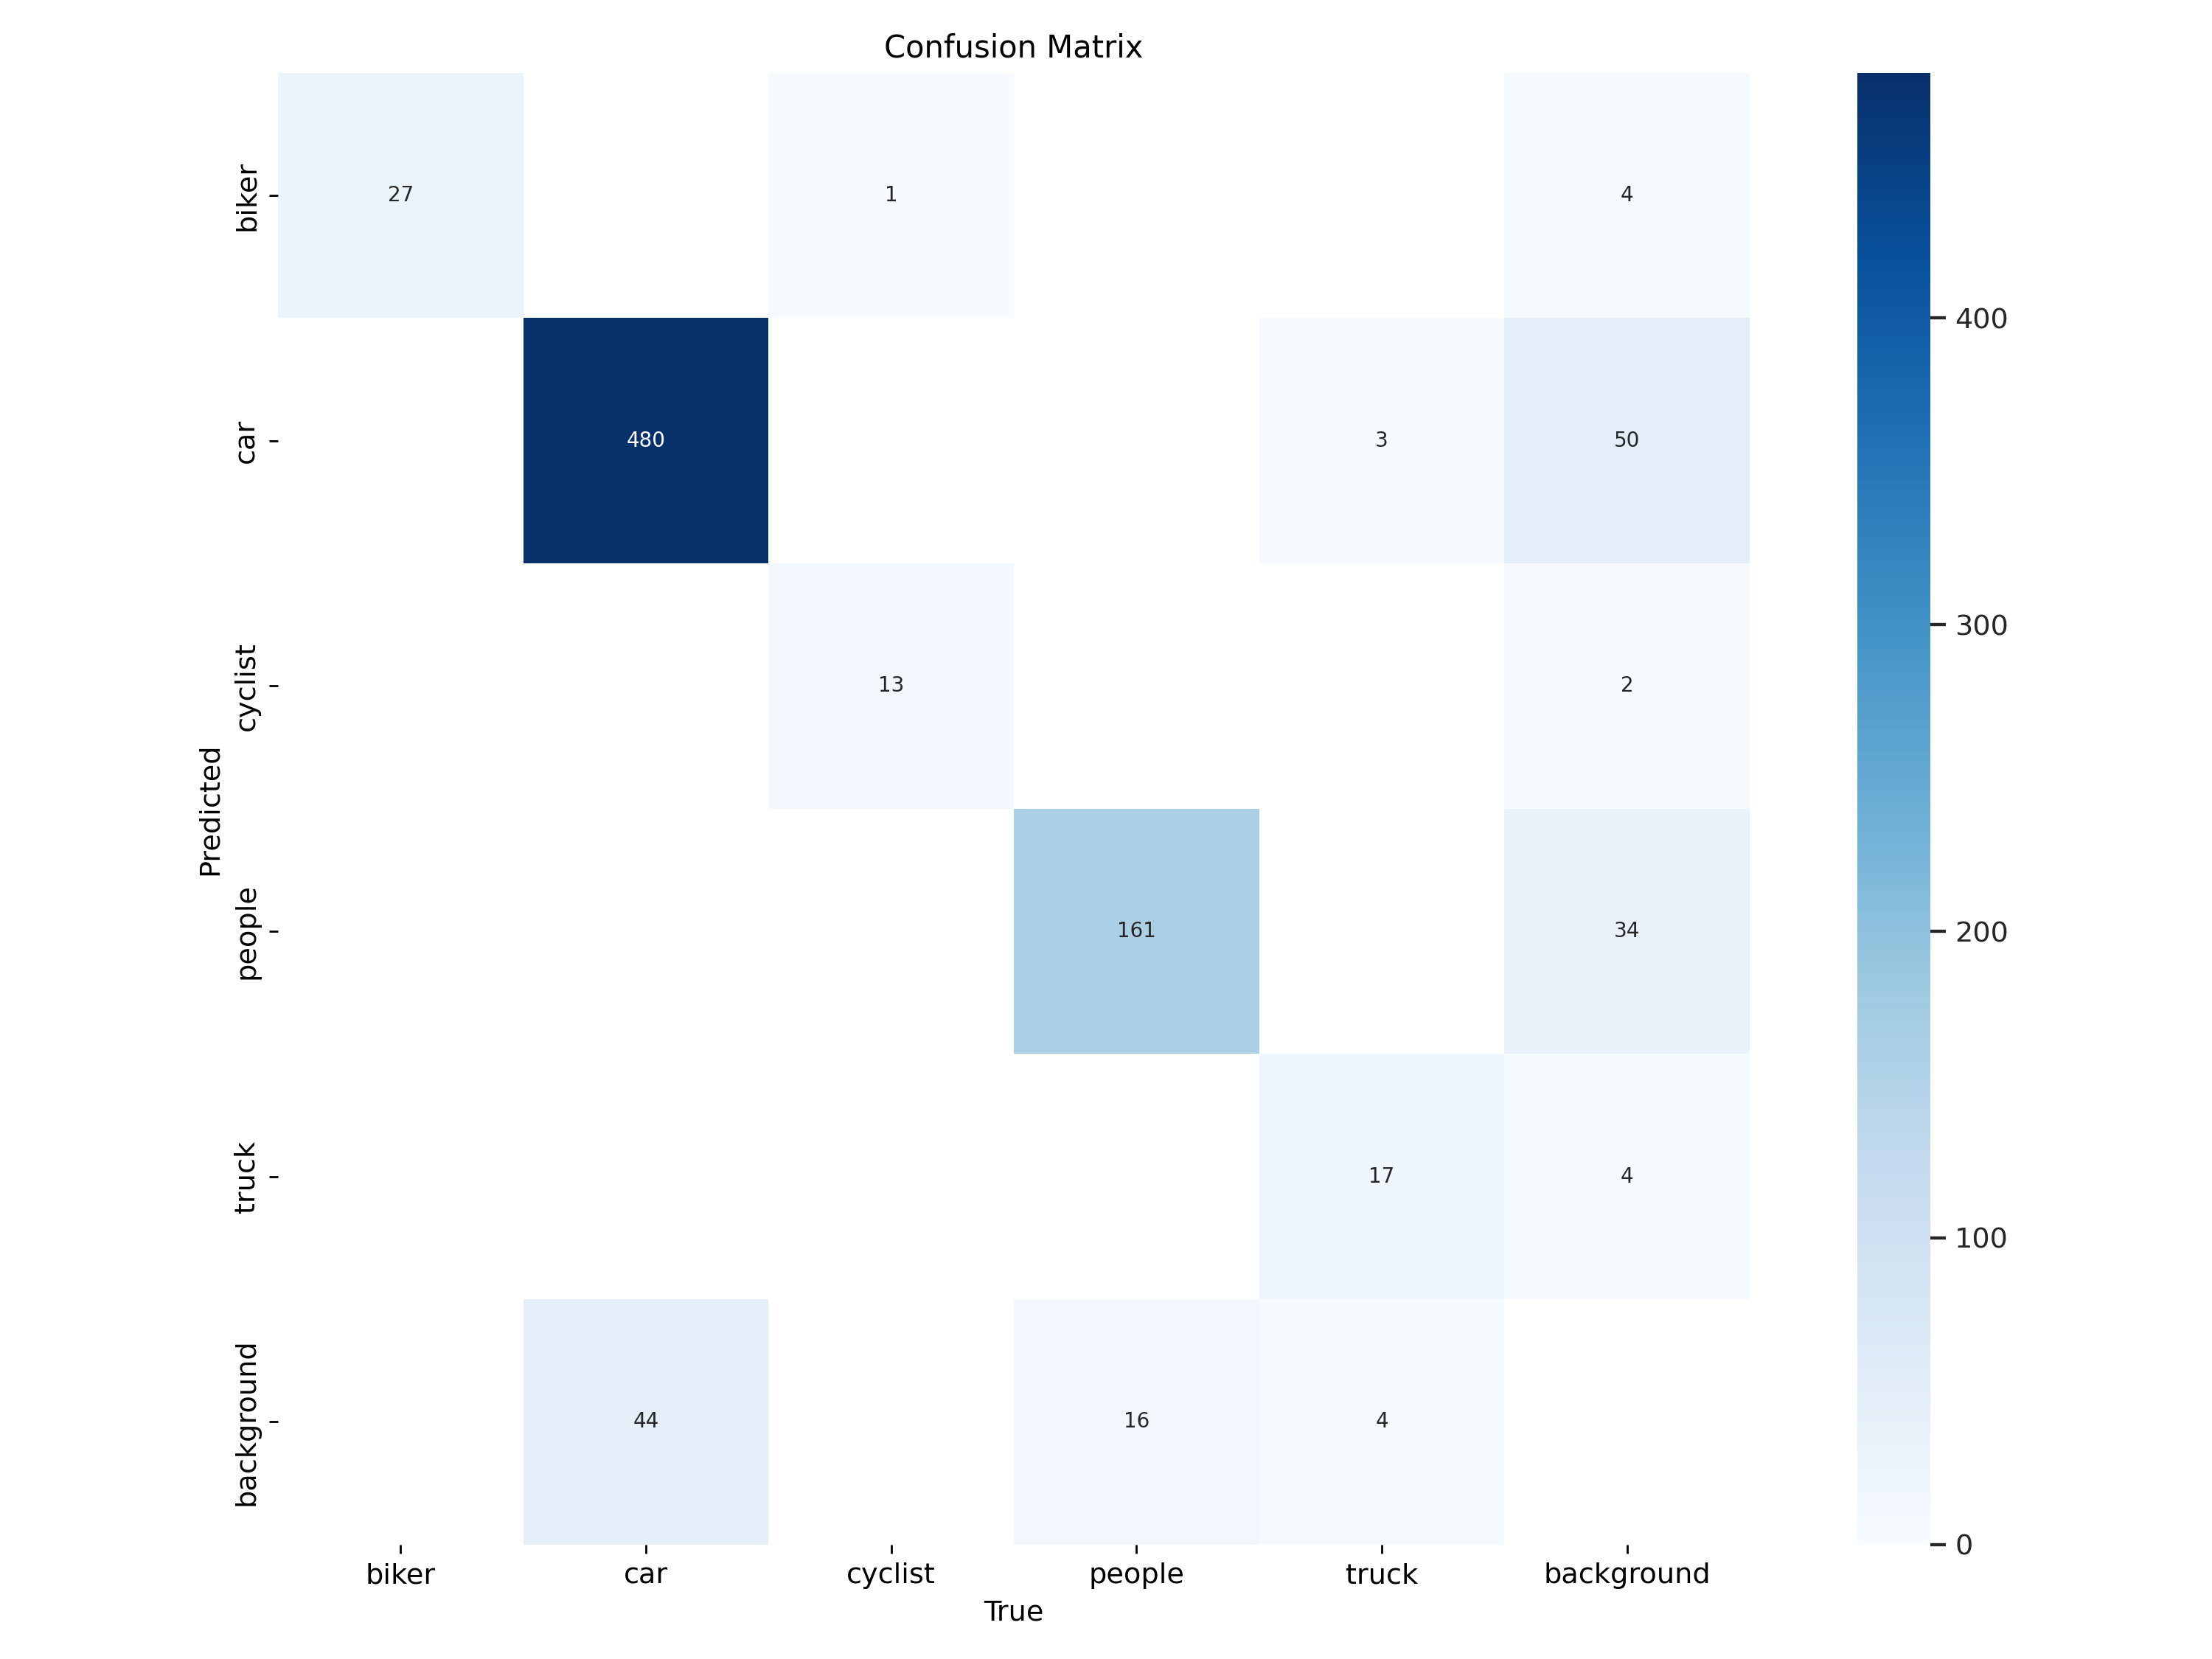 Confusion Matrix
biker
27
1
4
car
480
3
50
400
cyclist
13
2
300
Predicted
people
161
34
200
truck
17
4
100
background
44
16
4
0
biker car cyclist people truck background
True